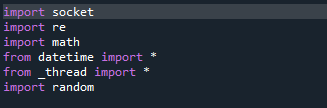 import socket
import re
import math
from datetime import *
from _thread import *
import random